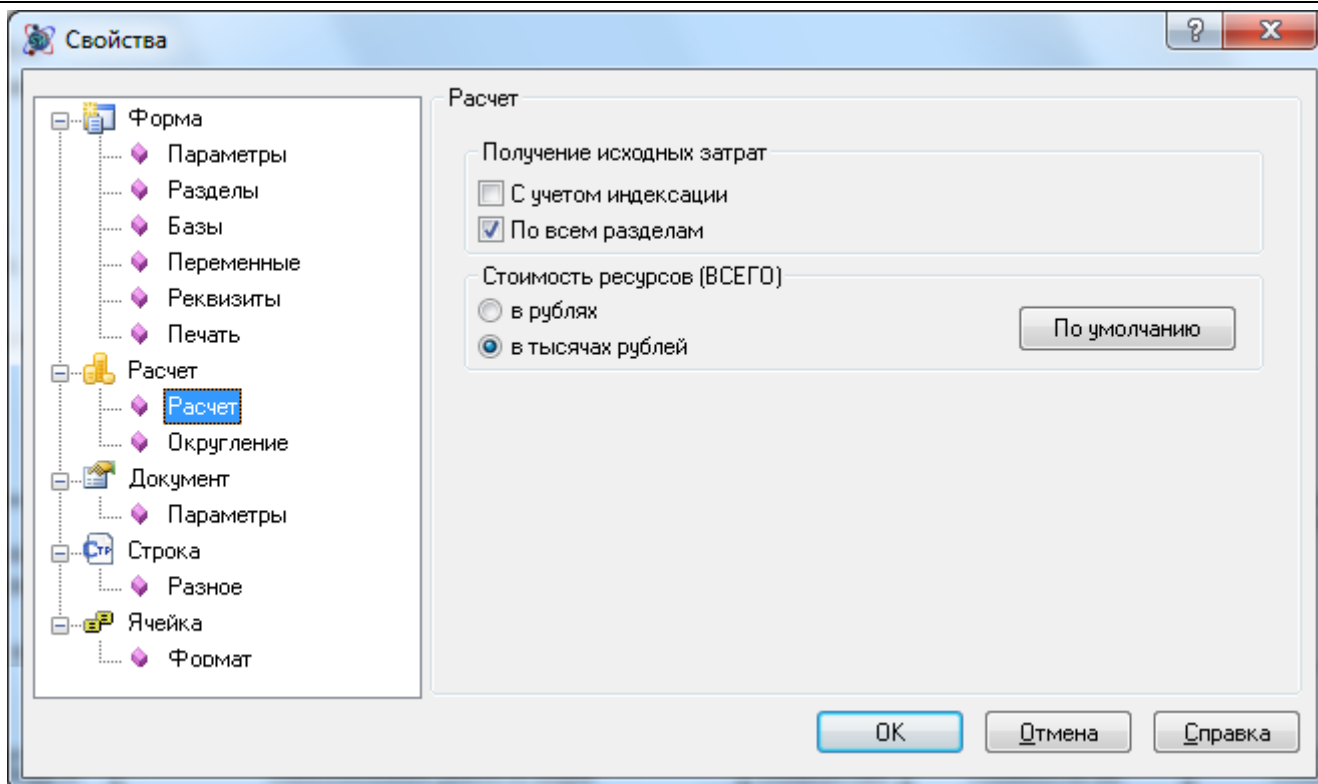 Свойства
Форма
Параметры
Разделы
Базы
Переменные
Реквизиты
Печать
Расчет
Расчет
Округление
Документ
Параметры
Стр Строка
Разное
Ячейка
Формат
Расчет
Получение исходных затрат
С учетом индексации
По всем разделам
Стоимость ресурсов (ВСЕГО)
в рублях
в тысячах рублей
По умолчанию
OK
Отмена
Справка